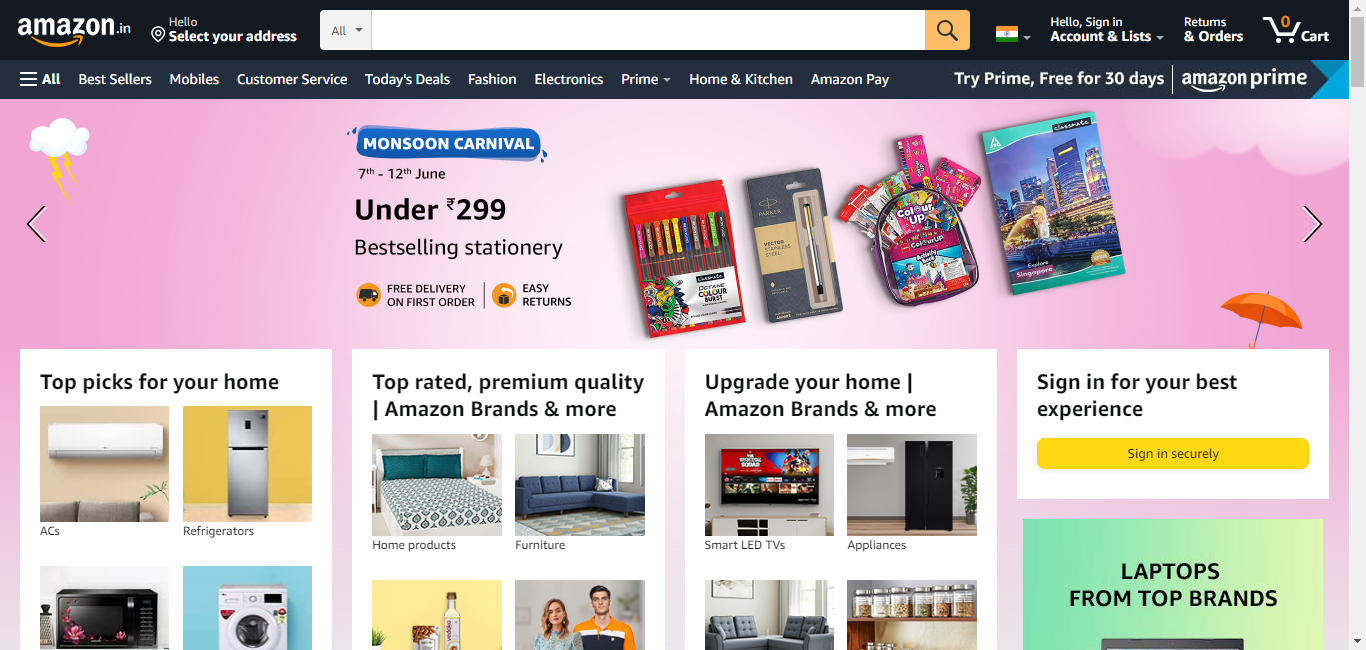 amazon.in
Hello
Select your address
All
Hello, Sign in
Account & Lists
Returns
& Orders
0
Cart
All
Best Sellers
Mobiles
Customer Service
Today's Deals
Fashion
Electronics
Prime
Home & Kitchen
Amazon Pay
Try Prime, Free for 30 days
amazon prime
MONSOON CARNIVAL
7th - 12th June
Under ₹299
Bestselling stationery
FREE DELIVERY
ON FIRST ORDER
EASY
RETURNS
classmate
OCTANE
COLOUR
BURST
PARKER
VECTOR
STAINLESS
STEEL
Colour
Up
ColourUp
Activity
classmate
Explore
Singapore
Top picks for your home
ACs
Refrigerators
Top rated, premium quality
| Amazon Brands & more
Home products
Furniture
Upgrade your home |
Amazon Brands & more
Smart LED TVs
Appliances
Sign in for your best
experience
Sign in securely
LAPTOPS
FROM TOP BRANDS